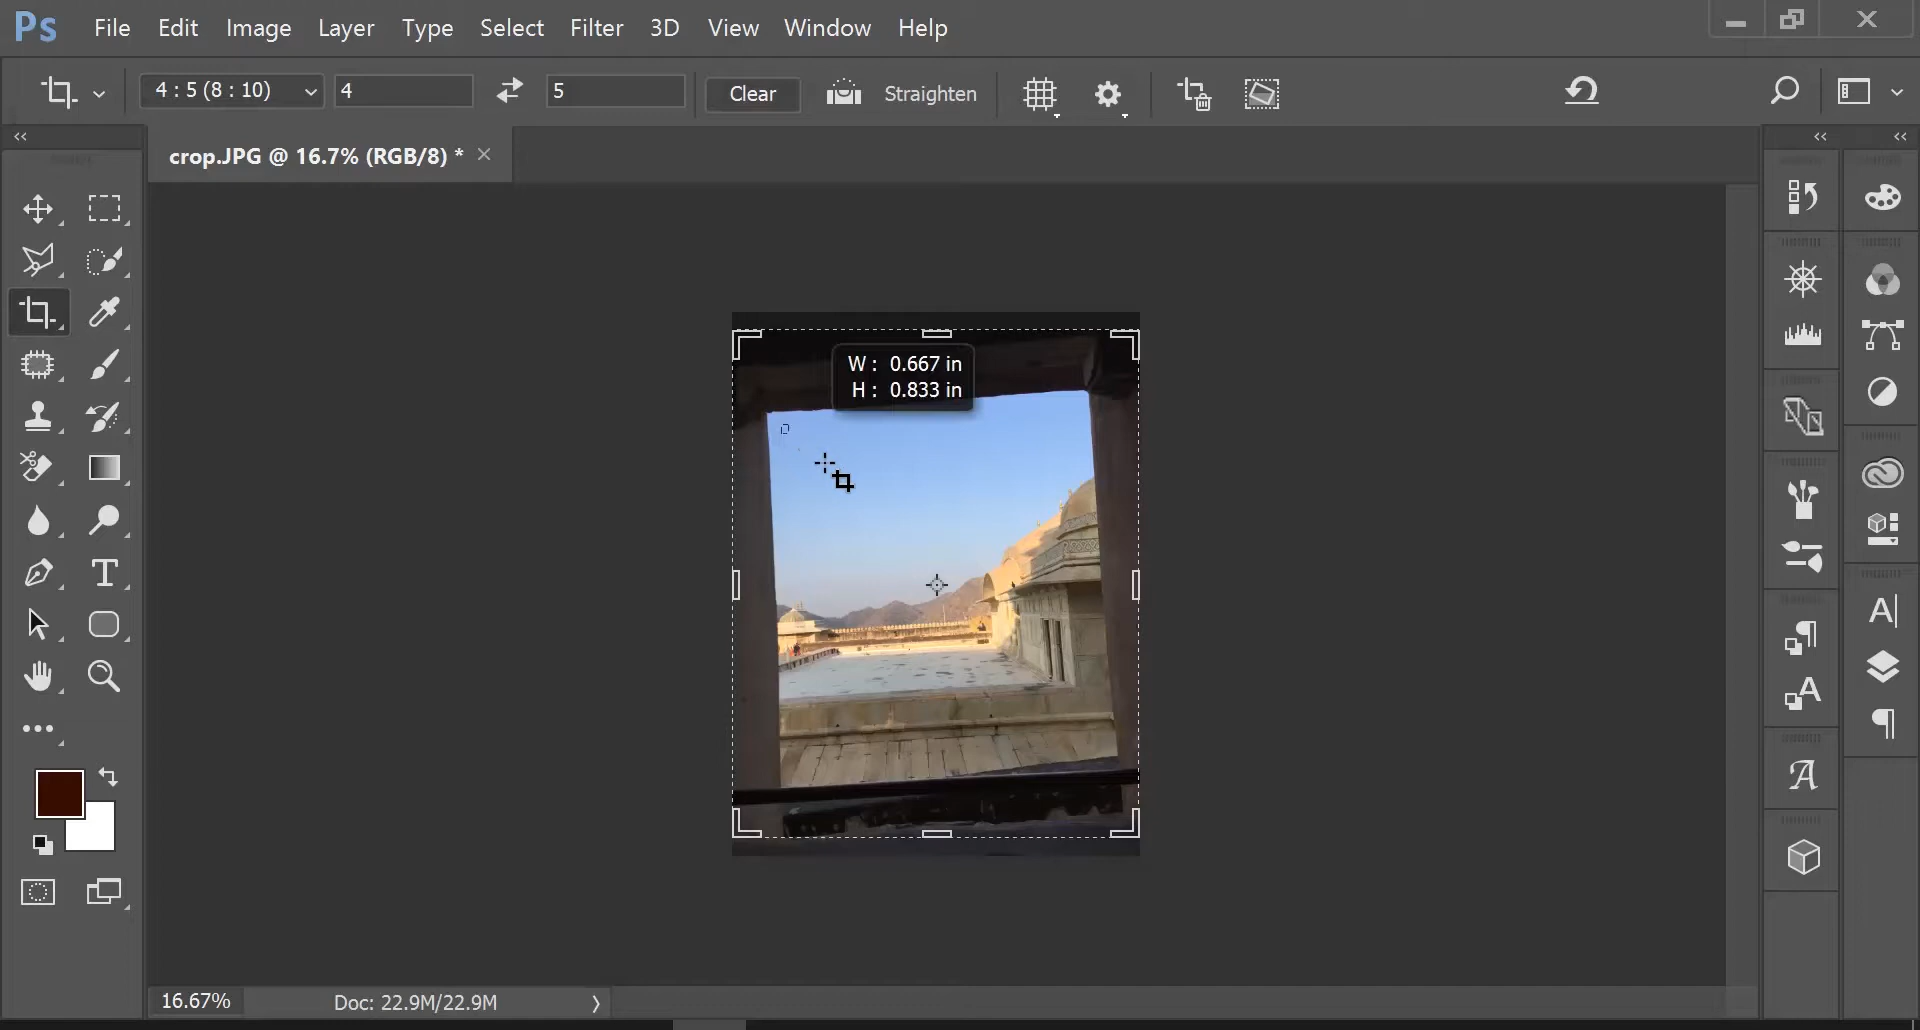 Ps File Edit Image Layer Type Select Filter 3D View Window Help
4 : 5 (8 : 10) 4 5 Clear Straighten
crop.JPG @ 16.7% (RGB/8) *
W : 0.667 in
H : 0.833 in
16.67% Doc: 22.9M/22.9M